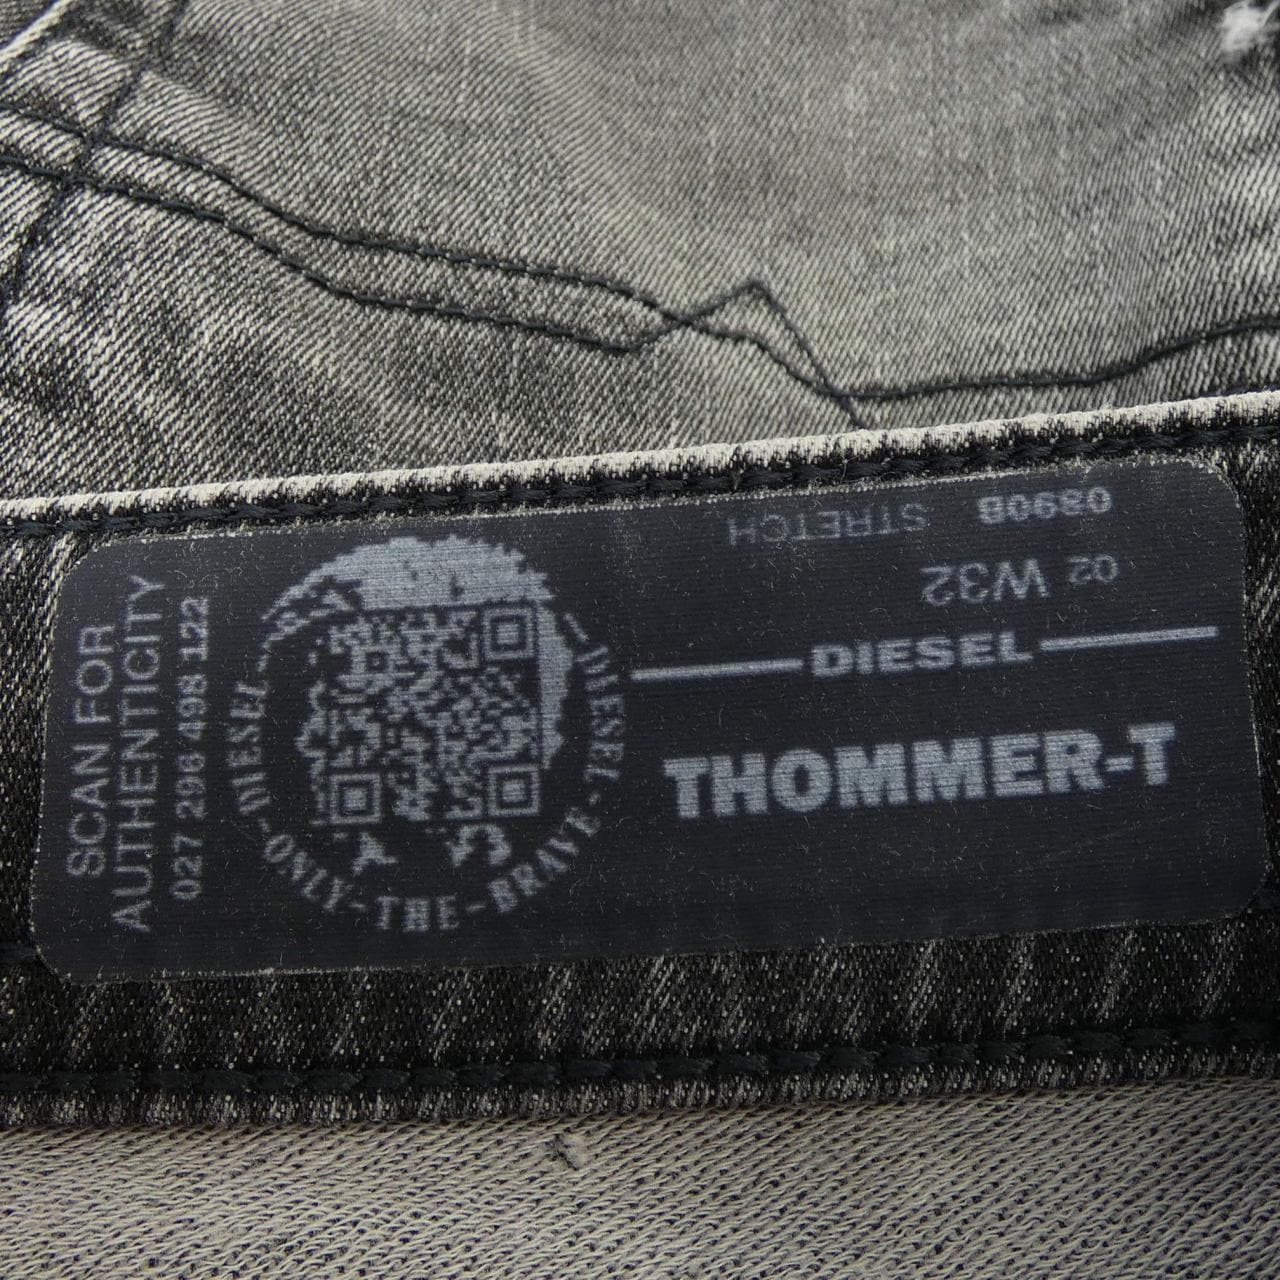 SCAN FOR
AUTHENTICITY
027 296 498 122
DIESEL-ONLY-THE-BRAVE-DIESEL-
0890B STRETCH
02 W32
DIESEL
THOMMER-T